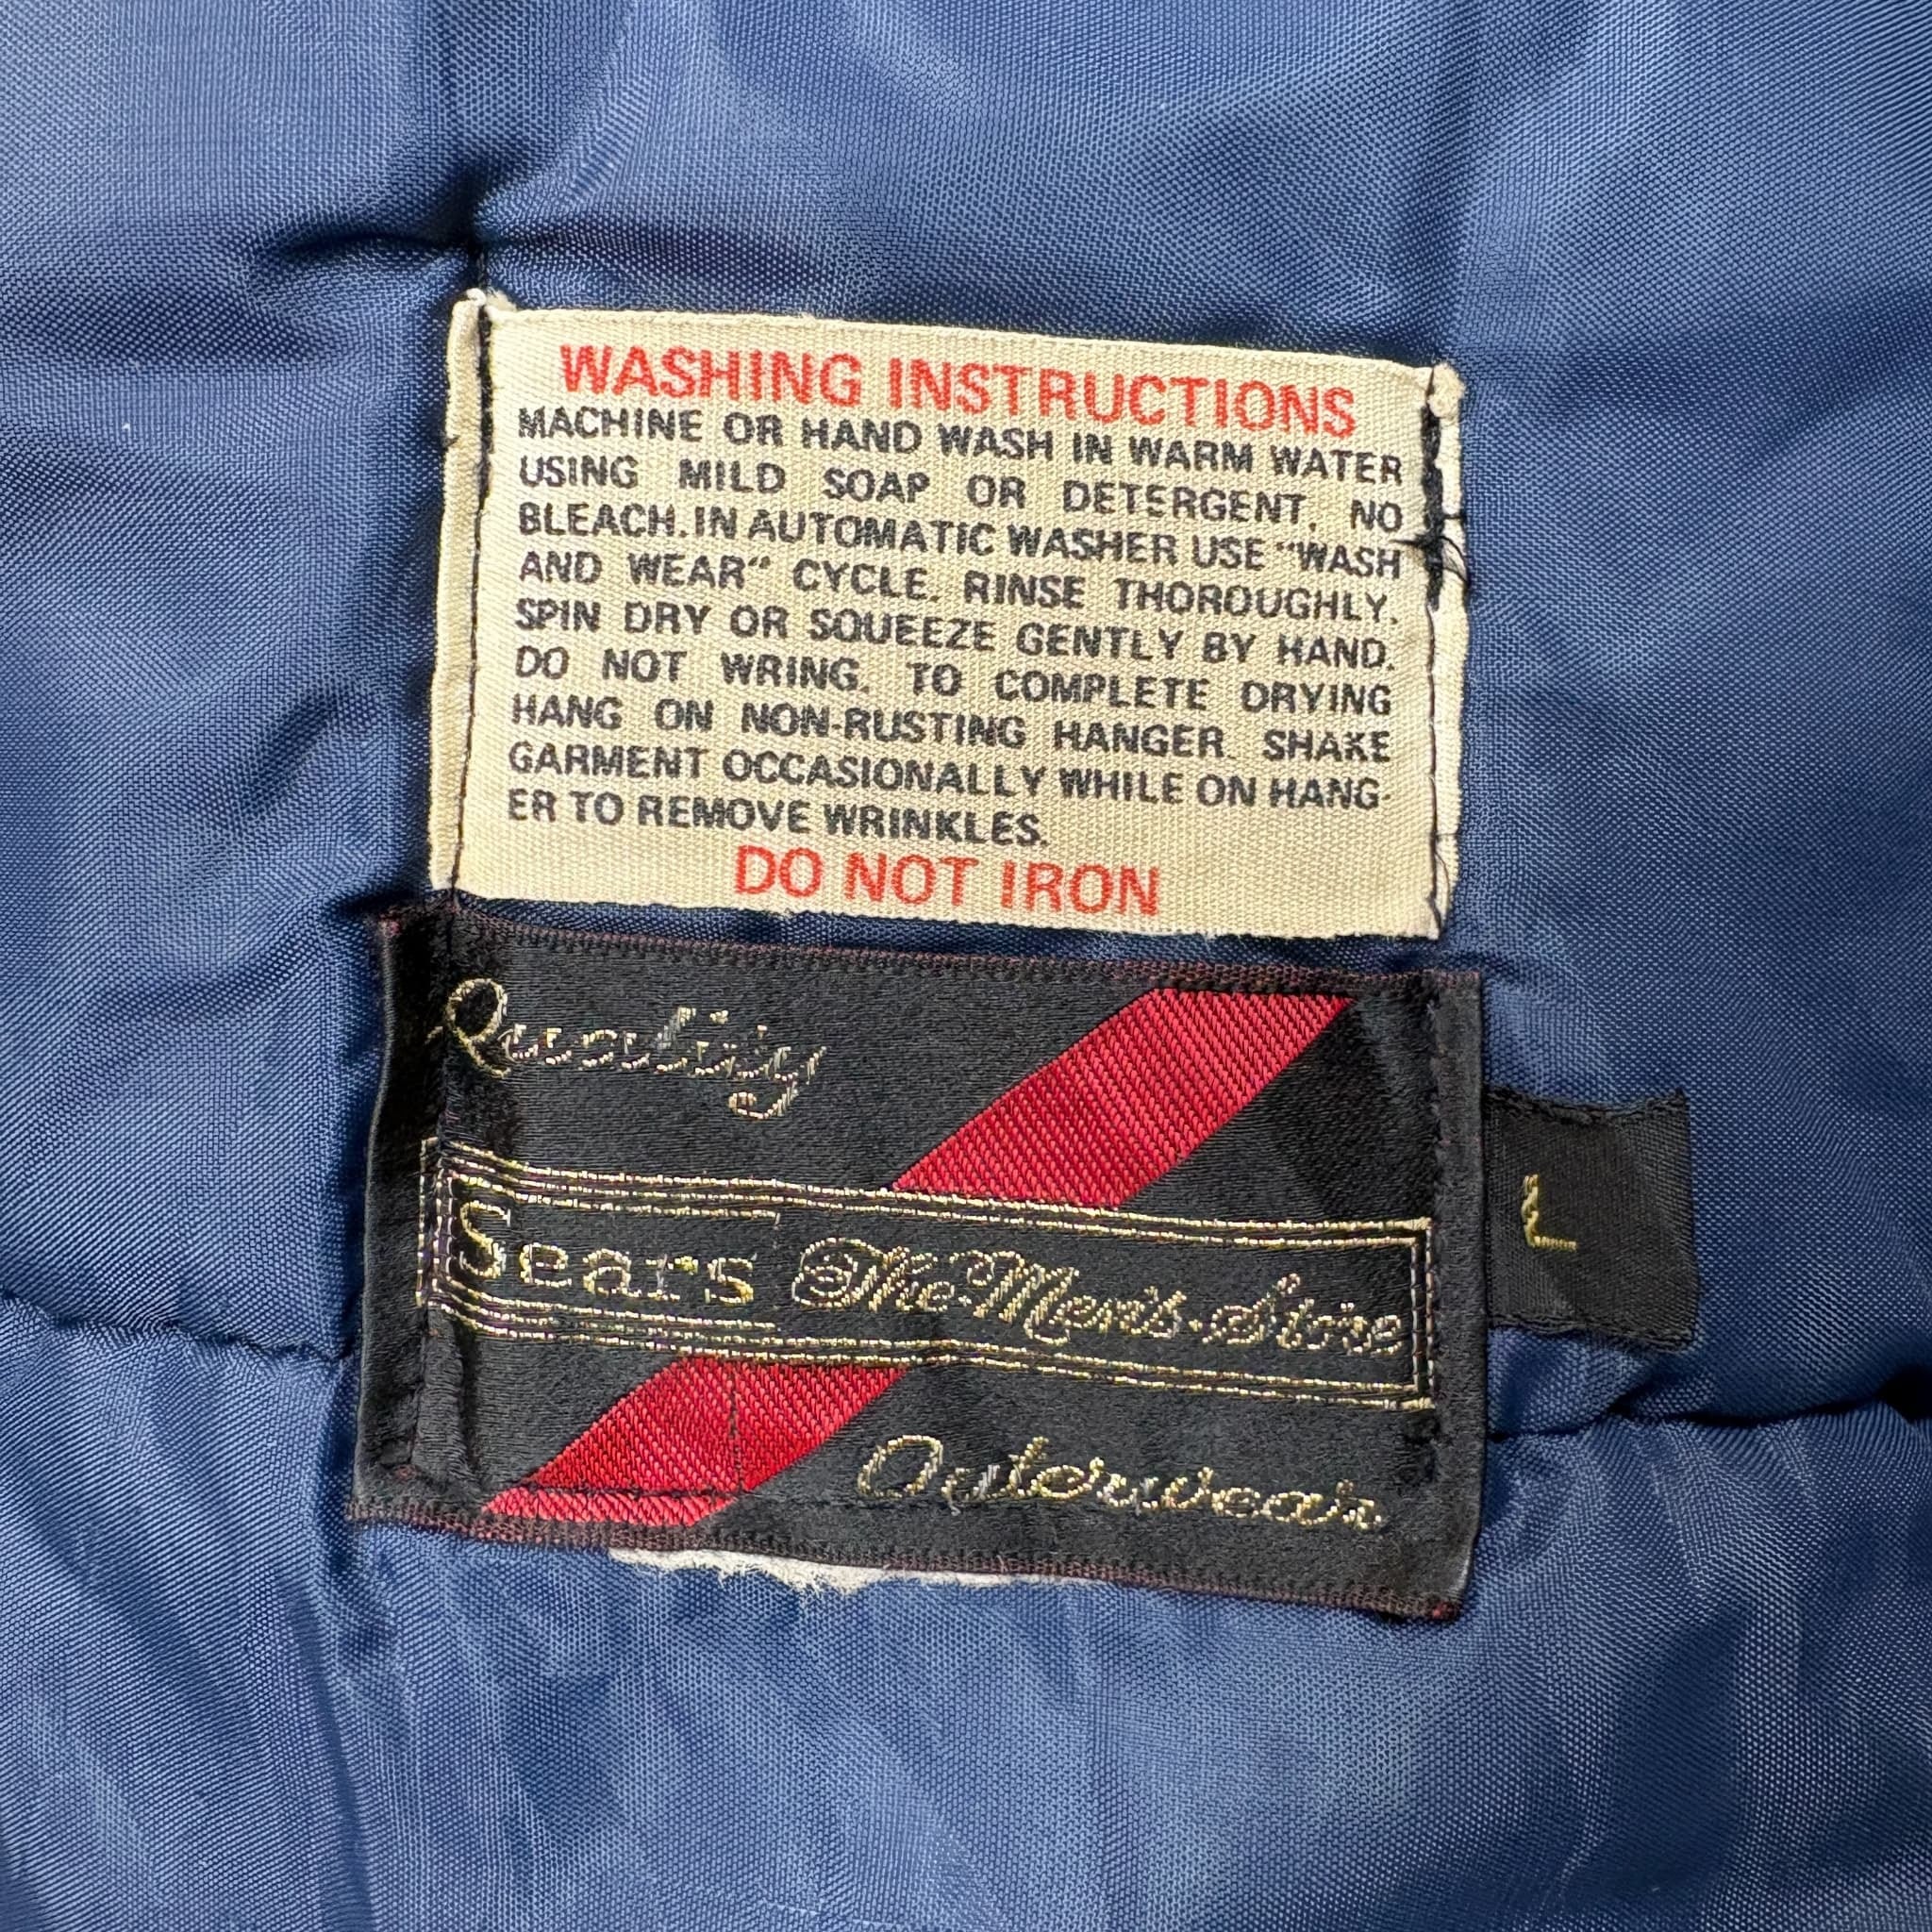 WASHING INSTRUCTIONS
MACHINE OR HAND WASH IN WARM WATER
USING MILD SOAP OR DETERGENT. NO
BLEACH. IN AUTOMATIC WASHER USE "WASH
AND WEAR" CYCLE. RINSE THOROUGHLY.
SPIN DRY OR SQUEEZE GENTLY BY HAND.
DO NOT WRING. TO COMPLETE DRYING
HANG ON NON-RUSTING HANGER. SHAKE
GARMENT OCCASIONALLY WHILE ON HANG-
ER TO REMOVE WRINKLES.
DO NOT IRON
Quality
Sears The Men's Store
L
Outerwear